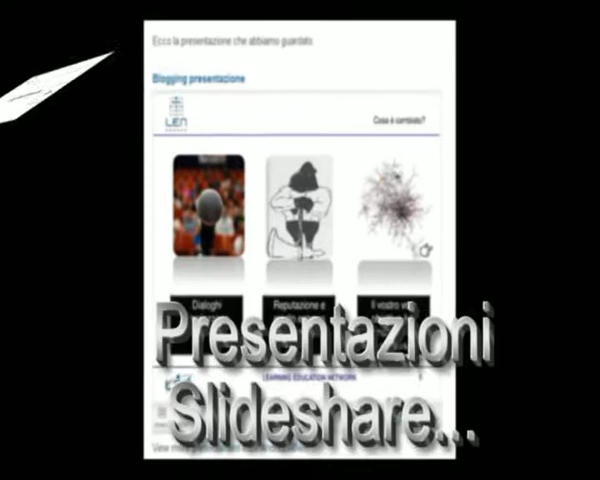 Ecco la presentazione che abbiamo guardato
Blogging presentazione
LEN
Cosa è cambiato?
Dialoghi
Reputazione e
Il vostro
Presentazioni
LEARNING EDUCATION NETWORK
Slideshare...
View